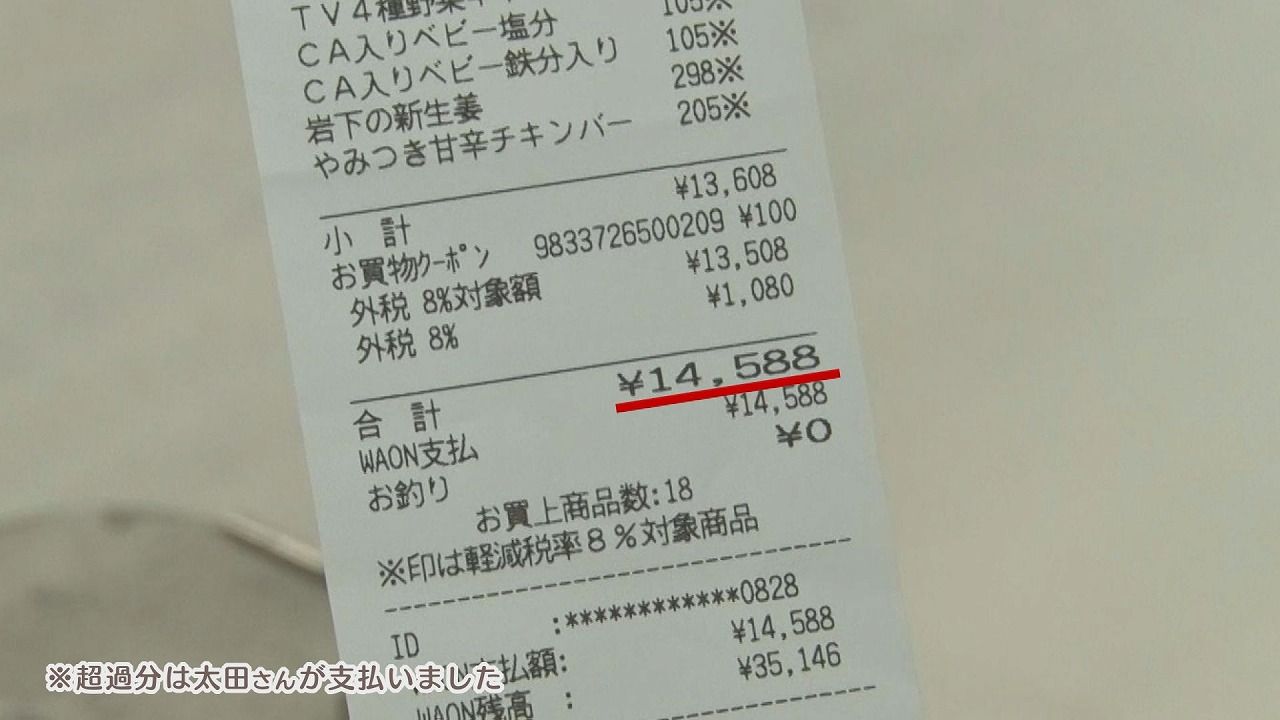 TV4種野菜
105※
CA入りベビー塩分 105※
CA入りベビー鉄分入り 298※
岩下の新生姜 205※
やみつき甘辛チキンバー
小計 ¥13,608
お買物クーポン 9833726500209 ¥100
外税 8%対象額 ¥13,508
外税 8% ¥1,080
合計 ¥14,588
WAON支払 ¥14,588
お釣り ¥0
お買上商品数:18
※印は軽減税率8%対象商品
ID :************0828
支払額: ¥14,588
WAON残高 : ¥35,146
※超過分は太田さんが支払いました